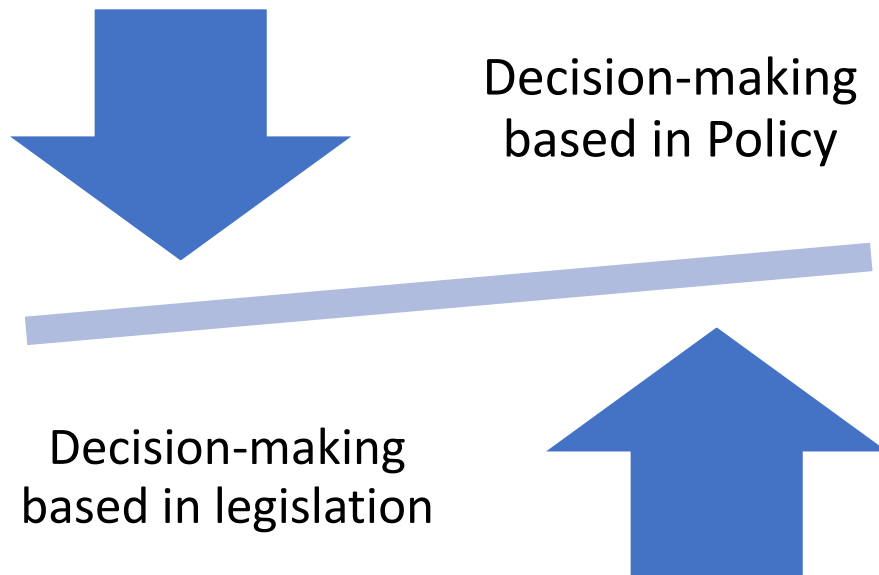 Decision-making
based in Policy
Decision-making
based in legislation